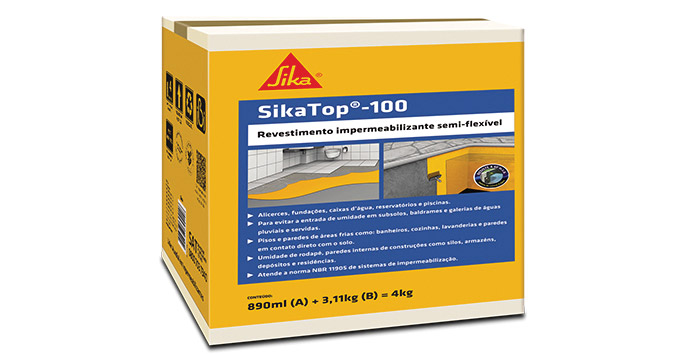 Sika®
SikaTop®-100
Revestimento impermeabilizante semi-flexível
Alicerces, fundações, caixas d'água, reservatórios e piscinas.
Para evitar a entrada de umidade em subsolos, baldrames e galerias de águas
pluviais e servidas.
Pisos e paredes de áreas frias como: banheiros, cozinhas, lavanderias e paredes
em contato direto com o solo.
Umidade de rodapé, paredes internas de construções como silos, armazéns,
depósitos e residências.
Atende a norma NBR 11905 de sistemas de impermeabilização.
CONTEÚDO:
890ml (A) + 3,11kg (B) = 4kg